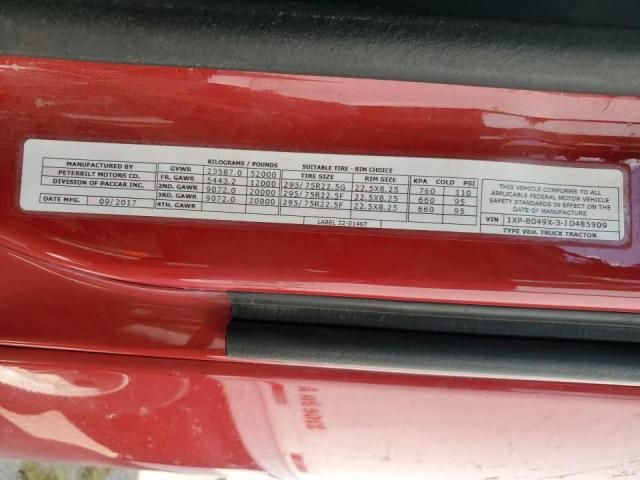 MANUFACTURED BY
PETERBILT MOTORS CO.
DIVISION OF PACCAR INC.
DATE MFD. 09/2017
KILOGRAMS / POUNDS
GVWR 23587.0 52000
FR. GAWR 5443.2 12000
2ND. GAWR 9072.0 20000
3RD. GAWR 9072.0 20000
4TH. GAWR
SUITABLE TIRE - RIM CHOICE
TIRE SIZE RIM SIZE
295/75R22.5G 22.5X8.25
295/75R22.5F 22.5X8.25
295/75R22.5F 22.5X8.25
KPA COLD PSI
760 110
660 95
660 95
LABEL 22-01467
THIS VEHICLE CONFORMS TO ALL
APPLICABLE FEDERAL MOTOR VEHICLE
SAFETY STANDARDS IN EFFECT ON
THE DATE OF MANUFACTURE
VIN 1XP-BD49X-3-JD485909
TYPE VEH. TRUCK TRACTOR